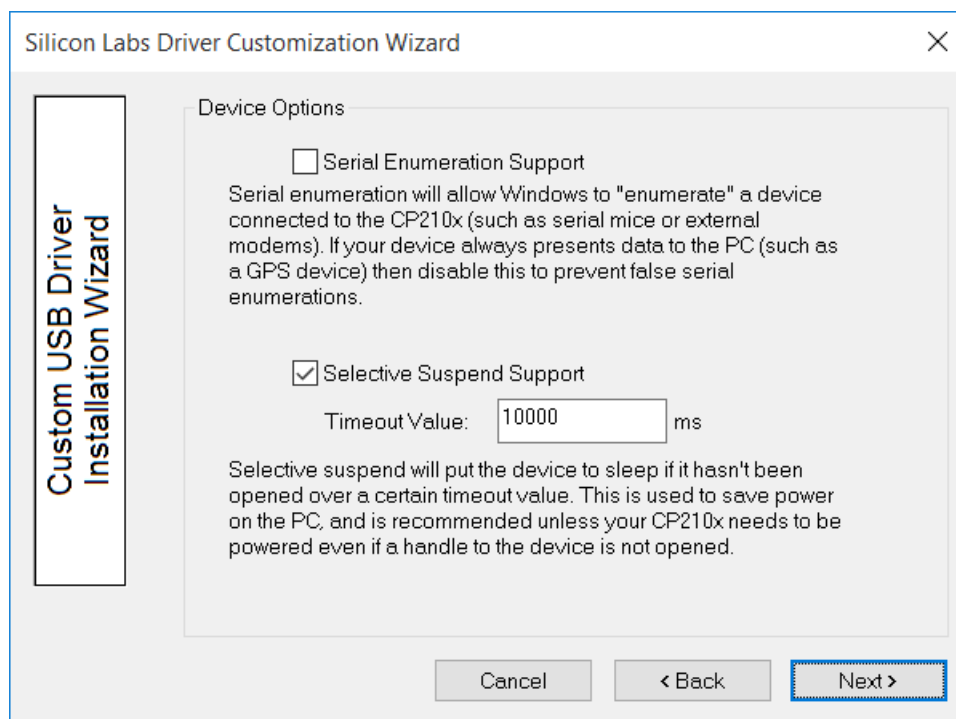 Silicon Labs Driver Customization Wizard
Custom USB Driver
Installation Wizard
Device Options
Serial Enumeration Support
Serial enumeration will allow Windows to "enumerate" a device
connected to the CP210x (such as serial mice or external
modems). If your device always presents data to the PC (such as
a GPS device) then disable this to prevent false serial
enumerations.
Selective Suspend Support
Timeout Value: 10000 ms
Selective suspend will put the device to sleep if it hasn't been
opened over a certain timeout value. This is used to save power
on the PC, and is recommended unless your CP210x needs to be
powered even if a handle to the device is not opened.
Cancel < Back Next >